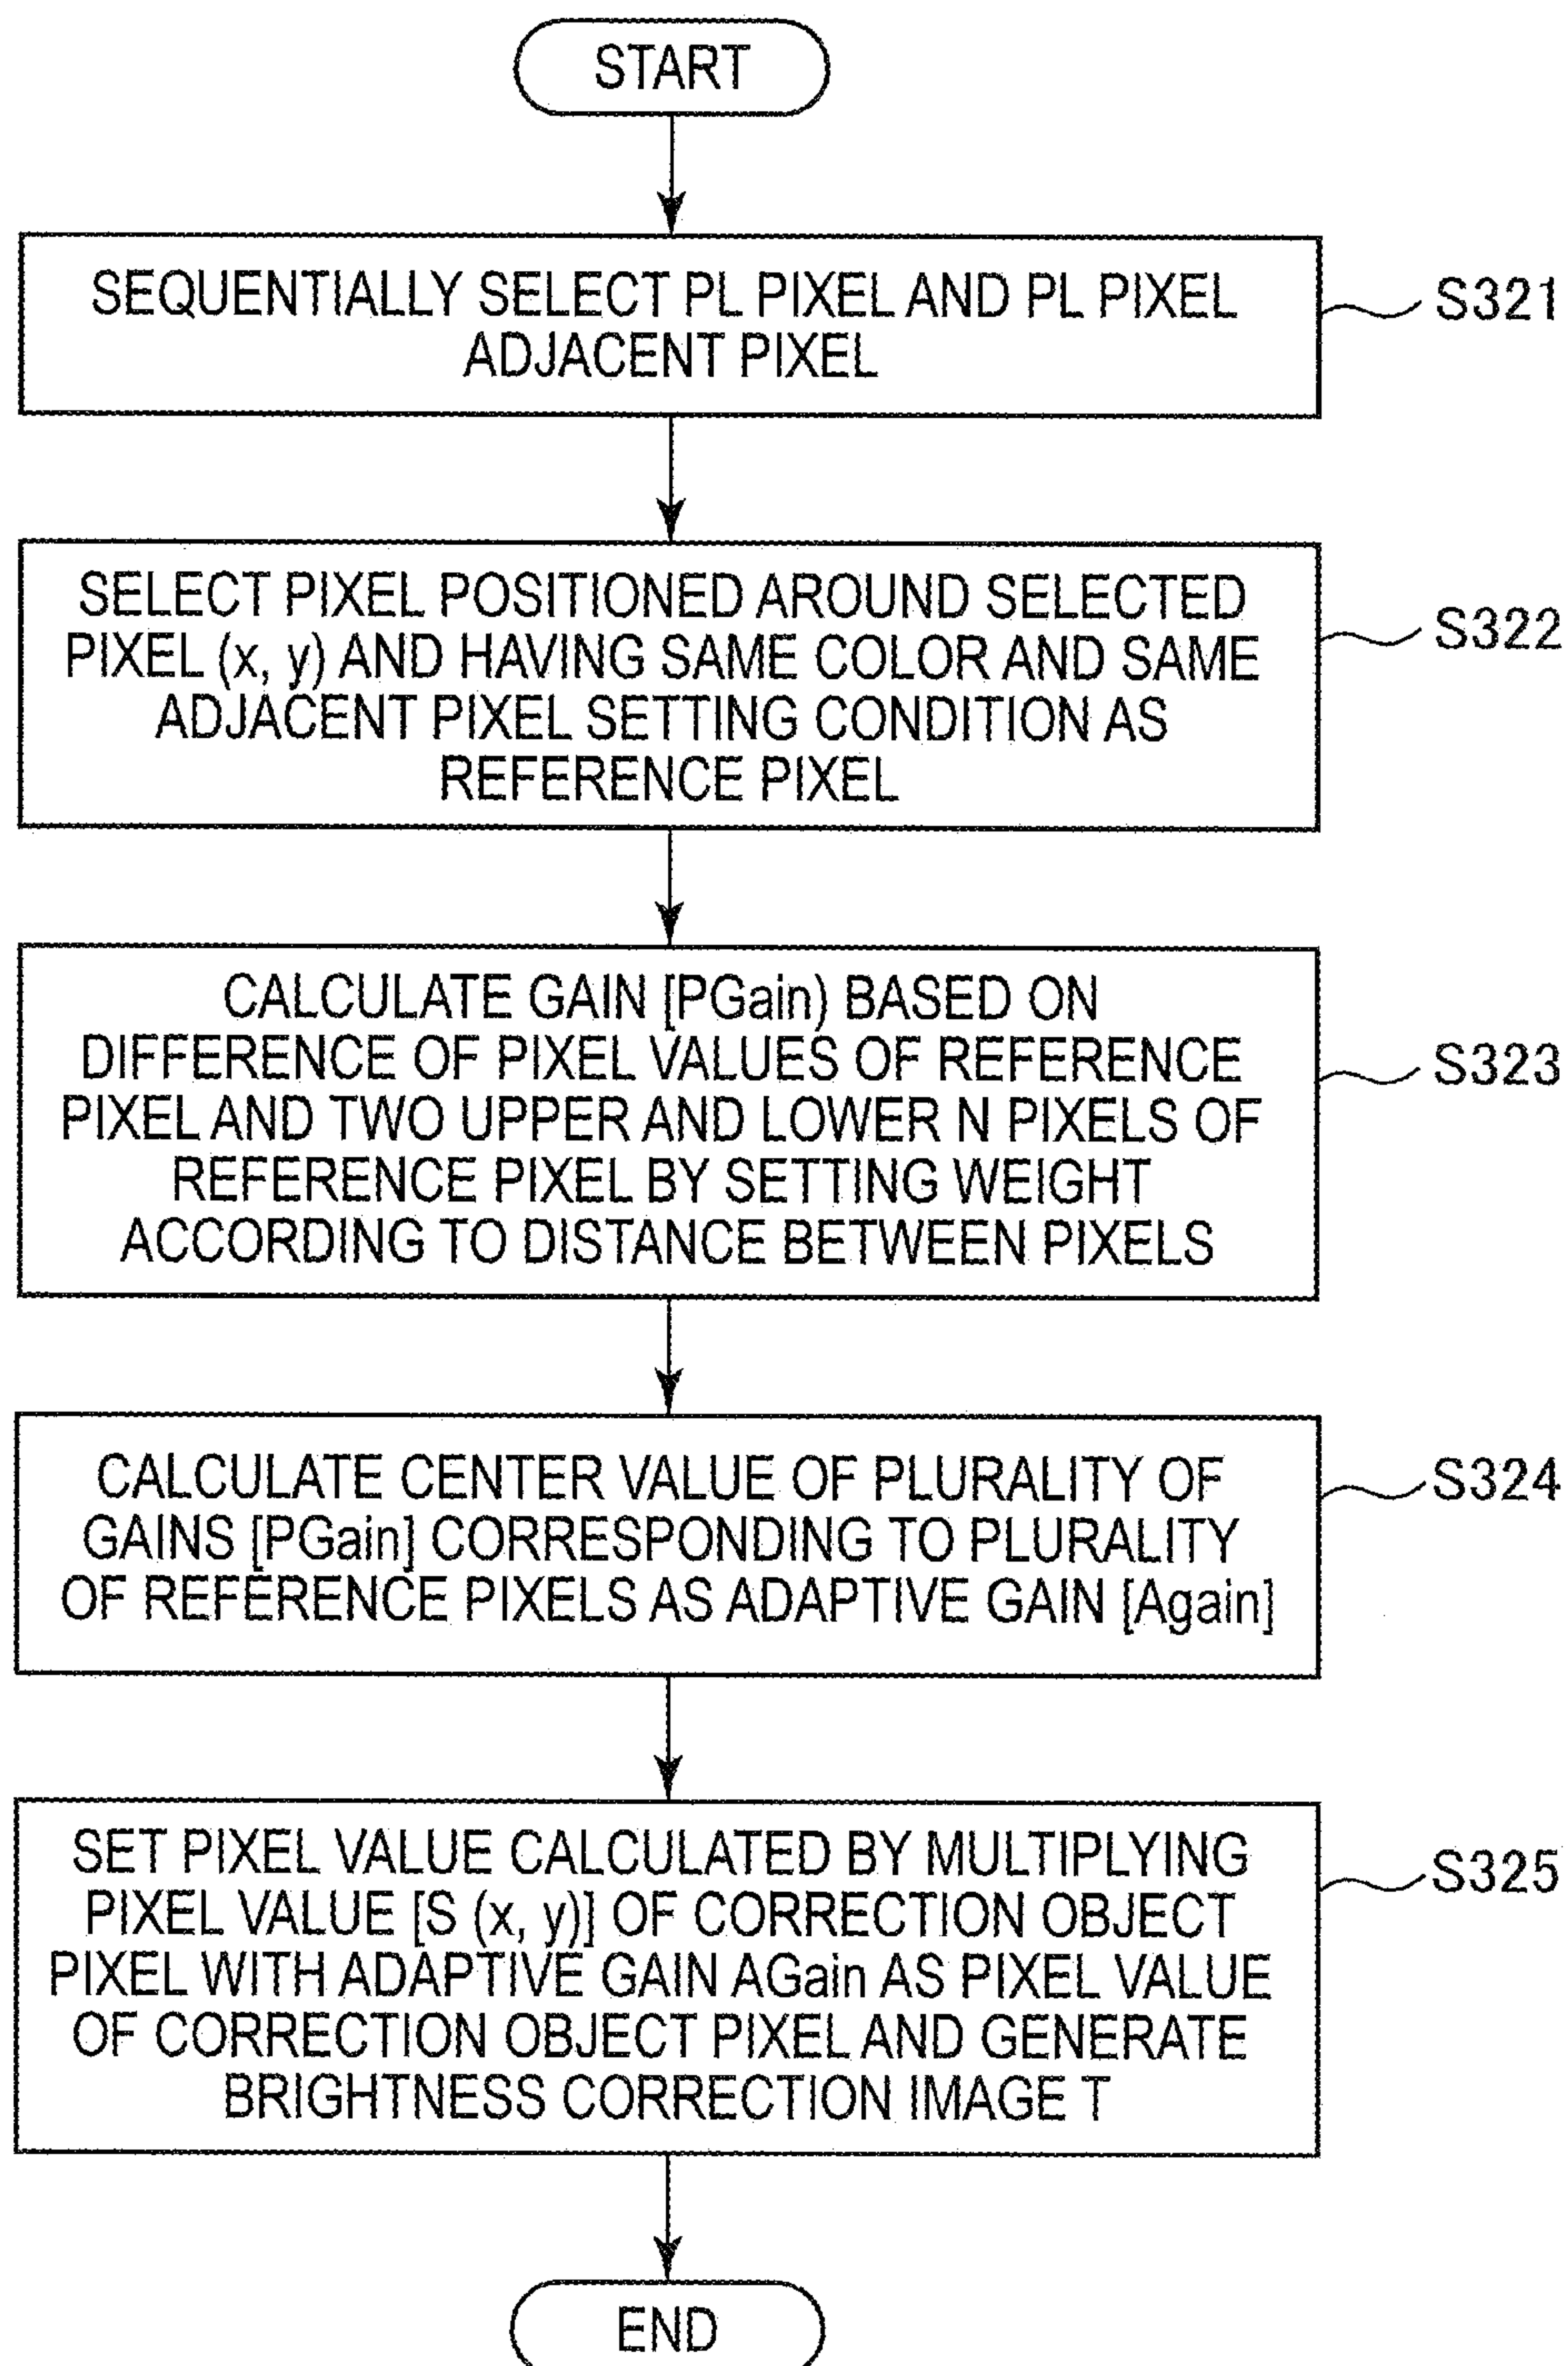 START
SEQUENTIALLY SELECT PL PIXEL AND PL PIXEL
ADJACENT PIXEL
S321
SELECT PIXEL POSITIONED AROUND SELECTED
PIXEL (x, y) AND HAVING SAME COLOR AND SAME
ADJACENT PIXEL SETTING CONDITION AS
REFERENCE PIXEL
S322
CALCULATE GAIN [PGain) BASED ON
DIFFERENCE OF PIXEL VALUES OF REFERENCE
PIXEL AND TWO UPPER AND LOWER N PIXELS OF
REFERENCE PIXEL BY SETTING WEIGHT
ACCORDING TO DISTANCE BETWEEN PIXELS
S323
CALCULATE CENTER VALUE OF PLURALITY OF
GAINS [PGain] CORRESPONDING TO PLURALITY
OF REFERENCE PIXELS AS ADAPTIVE GAIN [Again]
S324
SET PIXEL VALUE CALCULATED BY MULTIPLYING
PIXEL VALUE [S (x, y)] OF CORRECTION OBJECT
PIXEL WITH ADAPTIVE GAIN AGain AS PIXEL VALUE
OF CORRECTION OBJECT PIXEL AND GENERATE
BRIGHTNESS CORRECTION IMAGE T
S325
END